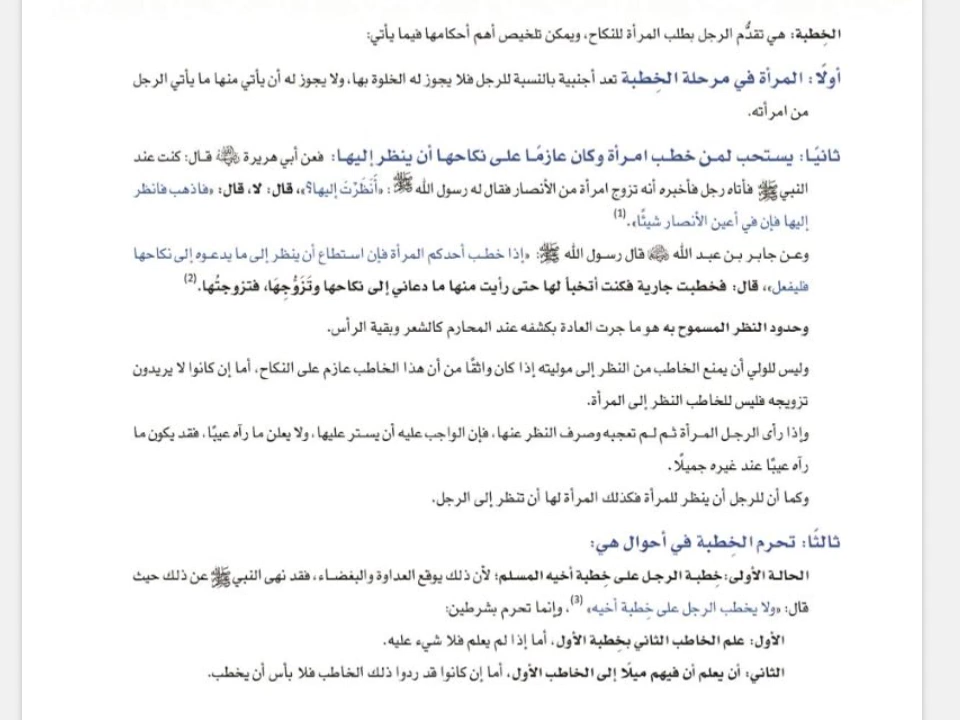 الخِطبة: هي تقدُّم الرجل بطلب المرأة للنكاح، ويمكن تلخيص أهم أحكامها فيما يأتي:
أولًا: المرأة في مرحلة الخِطبة تعد أجنبية بالنسبة للرجل فلا يجوز له الخلوة بها، ولا يجوز له أن يأتي منها ما يأتي الرجل
من امرأته.
ثانيًا: يستحب لمن خطب امرأة وكان عازمًا على نكاحها أن ينظر إليها: فعن أبي هريرة ﷺ قال: كنت عند
النبي ﷺ فأتاه رجل فأخبره أنه تزوج امرأة من الأنصار فقال له رسول الله ﷺ: «أَنَظَرْتَ إليها؟»، قال: لا، قال: «فاذهب فانظر
إليها فإن في أعين الأنصار شيئًا».(1)
وعن جابر بن عبد الله قال رسول الله ﷺ: «إذا خطب أحدكم المرأة فإن استطاع أن ينظر إلى ما يدعوه إلى نكاحها
فليفعل»، قال: فخطبت جارية فكنت أتخبأ لها حتى رأيت منها ما دعاني إلى نكاحها وتَزَوُّجِهَا، فتزوجتُها.(2)
وحدود النظر المسموح به هو ما جرت العادة بكشفه عند المحارم كالشعر وبقية الرأس.
وليس للولي أن يمنع الخاطب من النظر إلى موليته إذا كان واثقًا من أن هذا الخاطب عازم على النكاح، أما إن كانوا لا يريدون
تزويجه فليس للخاطب النظر إلى المرأة.
وإذا رأى الرجل المرأة ثم لم تعجبه وصرف النظر عنها، فإن الواجب عليه أن يستر عليها، ولا يعلن ما رآه عيبًا، فقد يكون ما
رآه عيبًا عند غيره جميلًا.
وكما أن للرجل أن ينظر للمرأة فكذلك المرأة لها أن تنظر إلى الرجل.
ثالثًا: تحرم الخِطبة في أحوال هي:
الحالة الأولى: خِطبة الرجل على خِطبة أخيه المسلم؛ لأن ذلك يوقع العداوة والبغضاء، فقد نهى النبي ﷺ عن ذلك حيث
قال: «ولا يخطب الرجل على خِطبة أخيه» (3)، وإنما تحرم بشرطين:
الأول: علم الخاطب الثاني بخِطبة الأول، أما إذا لم يعلم فلا شيء عليه.
الثاني: أن يعلم أن فيهم ميلًا إلى الخاطب الأول، أما إن كانوا قد ردوا ذلك الخاطب فلا بأس أن يخطب.